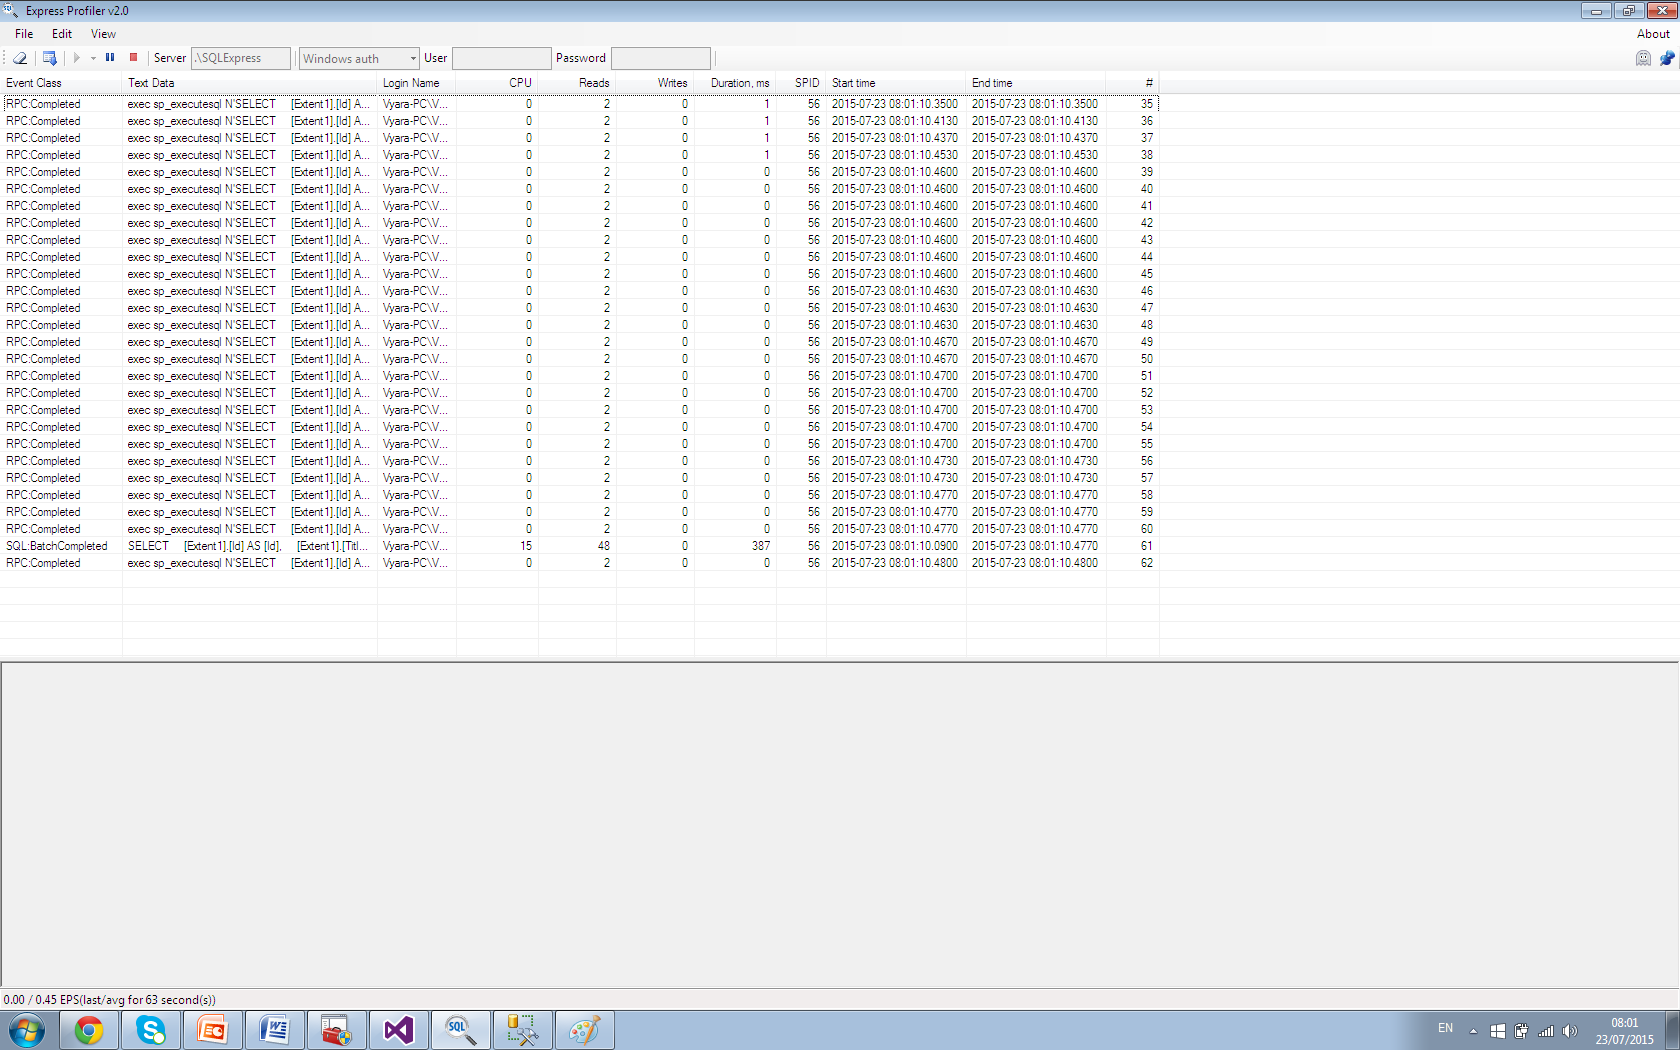 Express Profiler v2.0
File Edit View About
Server .\SQLExpress Windows auth User Password
Event Class Text Data Login Name CPU Reads Writes Duration, ms SPID Start time End time #
RPC:Completed exec sp_executesql N'SELECT [Extent1].[Id] A... Vyara-PC\V... 0 2 0 1 56 2015-07-23 08:01:10.3500 2015-07-23 08:01:10.3500 35
RPC:Completed exec sp_executesql N'SELECT [Extent1].[Id] A... Vyara-PC\V... 0 2 0 1 56 2015-07-23 08:01:10.4130 2015-07-23 08:01:10.4130 36
RPC:Completed exec sp_executesql N'SELECT [Extent1].[Id] A... Vyara-PC\V... 0 2 0 1 56 2015-07-23 08:01:10.4370 2015-07-23 08:01:10.4370 37
RPC:Completed exec sp_executesql N'SELECT [Extent1].[Id] A... Vyara-PC\V... 0 2 0 1 56 2015-07-23 08:01:10.4530 2015-07-23 08:01:10.4530 38
RPC:Completed exec sp_executesql N'SELECT [Extent1].[Id] A... Vyara-PC\V... 0 2 0 0 56 2015-07-23 08:01:10.4600 2015-07-23 08:01:10.4600 39
RPC:Completed exec sp_executesql N'SELECT [Extent1].[Id] A... Vyara-PC\V... 0 2 0 0 56 2015-07-23 08:01:10.4600 2015-07-23 08:01:10.4600 40
RPC:Completed exec sp_executesql N'SELECT [Extent1].[Id] A... Vyara-PC\V... 0 2 0 0 56 2015-07-23 08:01:10.4600 2015-07-23 08:01:10.4600 41
RPC:Completed exec sp_executesql N'SELECT [Extent1].[Id] A... Vyara-PC\V... 0 2 0 0 56 2015-07-23 08:01:10.4600 2015-07-23 08:01:10.4600 42
RPC:Completed exec sp_executesql N'SELECT [Extent1].[Id] A... Vyara-PC\V... 0 2 0 0 56 2015-07-23 08:01:10.4600 2015-07-23 08:01:10.4600 43
RPC:Completed exec sp_executesql N'SELECT [Extent1].[Id] A... Vyara-PC\V... 0 2 0 0 56 2015-07-23 08:01:10.4600 2015-07-23 08:01:10.4600 44
RPC:Completed exec sp_executesql N'SELECT [Extent1].[Id] A... Vyara-PC\V... 0 2 0 0 56 2015-07-23 08:01:10.4600 2015-07-23 08:01:10.4600 45
RPC:Completed exec sp_executesql N'SELECT [Extent1].[Id] A... Vyara-PC\V... 0 2 0 0 56 2015-07-23 08:01:10.4630 2015-07-23 08:01:10.4630 46
RPC:Completed exec sp_executesql N'SELECT [Extent1].[Id] A... Vyara-PC\V... 0 2 0 0 56 2015-07-23 08:01:10.4630 2015-07-23 08:01:10.4630 47
RPC:Completed exec sp_executesql N'SELECT [Extent1].[Id] A... Vyara-PC\V... 0 2 0 0 56 2015-07-23 08:01:10.4630 2015-07-23 08:01:10.4630 48
RPC:Completed exec sp_executesql N'SELECT [Extent1].[Id] A... Vyara-PC\V... 0 2 0 0 56 2015-07-23 08:01:10.4670 2015-07-23 08:01:10.4670 49
RPC:Completed exec sp_executesql N'SELECT [Extent1].[Id] A... Vyara-PC\V... 0 2 0 0 56 2015-07-23 08:01:10.4670 2015-07-23 08:01:10.4670 50
RPC:Completed exec sp_executesql N'SELECT [Extent1].[Id] A... Vyara-PC\V... 0 2 0 0 56 2015-07-23 08:01:10.4700 2015-07-23 08:01:10.4700 51
RPC:Completed exec sp_executesql N'SELECT [Extent1].[Id] A... Vyara-PC\V... 0 2 0 0 56 2015-07-23 08:01:10.4700 2015-07-23 08:01:10.4700 52
RPC:Completed exec sp_executesql N'SELECT [Extent1].[Id] A... Vyara-PC\V... 0 2 0 0 56 2015-07-23 08:01:10.4700 2015-07-23 08:01:10.4700 53
RPC:Completed exec sp_executesql N'SELECT [Extent1].[Id] A... Vyara-PC\V... 0 2 0 0 56 2015-07-23 08:01:10.4700 2015-07-23 08:01:10.4700 54
RPC:Completed exec sp_executesql N'SELECT [Extent1].[Id] A... Vyara-PC\V... 0 2 0 0 56 2015-07-23 08:01:10.4700 2015-07-23 08:01:10.4700 55
RPC:Completed exec sp_executesql N'SELECT [Extent1].[Id] A... Vyara-PC\V... 0 2 0 0 56 2015-07-23 08:01:10.4730 2015-07-23 08:01:10.4730 56
RPC:Completed exec sp_executesql N'SELECT [Extent1].[Id] A... Vyara-PC\V... 0 2 0 0 56 2015-07-23 08:01:10.4730 2015-07-23 08:01:10.4730 57
RPC:Completed exec sp_executesql N'SELECT [Extent1].[Id] A... Vyara-PC\V... 0 2 0 0 56 2015-07-23 08:01:10.4770 2015-07-23 08:01:10.4770 58
RPC:Completed exec sp_executesql N'SELECT [Extent1].[Id] A... Vyara-PC\V... 0 2 0 0 56 2015-07-23 08:01:10.4770 2015-07-23 08:01:10.4770 59
RPC:Completed exec sp_executesql N'SELECT [Extent1].[Id] A... Vyara-PC\V... 0 2 0 0 56 2015-07-23 08:01:10.4770 2015-07-23 08:01:10.4770 60
SQL:BatchCompleted SELECT [Extent1].[Id] AS [Id], [Extent1].[Titl... Vyara-PC\V... 15 48 0 387 56 2015-07-23 08:01:10.0900 2015-07-23 08:01:10.4770 61
RPC:Completed exec sp_executesql N'SELECT [Extent1].[Id] A... Vyara-PC\V... 0 2 0 0 56 2015-07-23 08:01:10.4800 2015-07-23 08:01:10.4800 62
0.00 / 0.45 EPS(last/avg for 63 second(s))
SQL
EN
08:01
23/07/2015